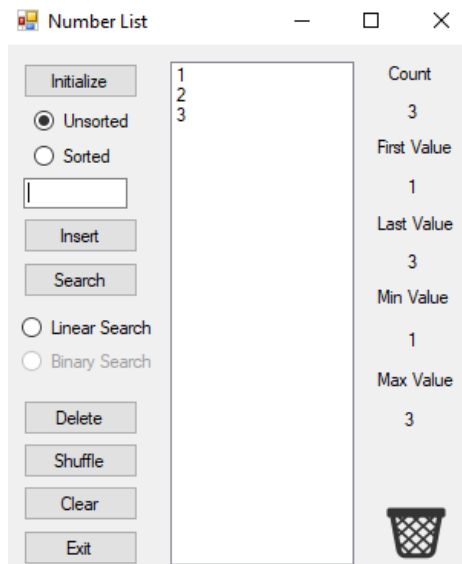 Number List
Initialize
Unsorted
Sorted
Insert
Search
Linear Search
Binary Search
Delete
Shuffle
Clear
Exit
1
2
3
Count
3
First Value
1
Last Value
3
Min Value
1
Max Value
3